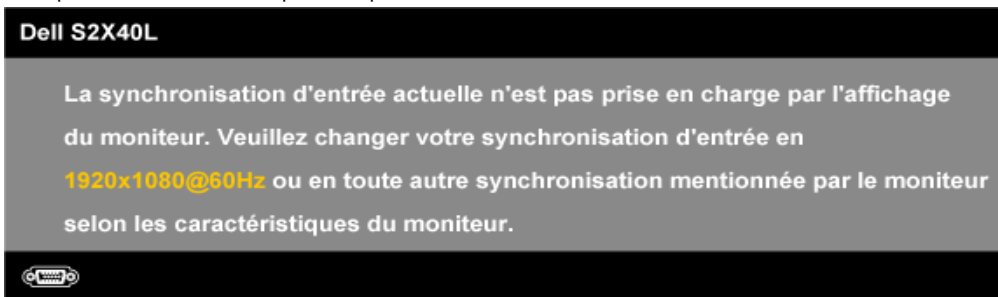 Dell S2X40L
La synchronisation d'entrée actuelle n'est pas prise en charge par l'affichage
du moniteur. Veuillez changer votre synchronisation d'entrée en
1920x1080@60Hz ou en toute autre synchronisation mentionnée par le moniteur
selon les caractéristiques du moniteur.